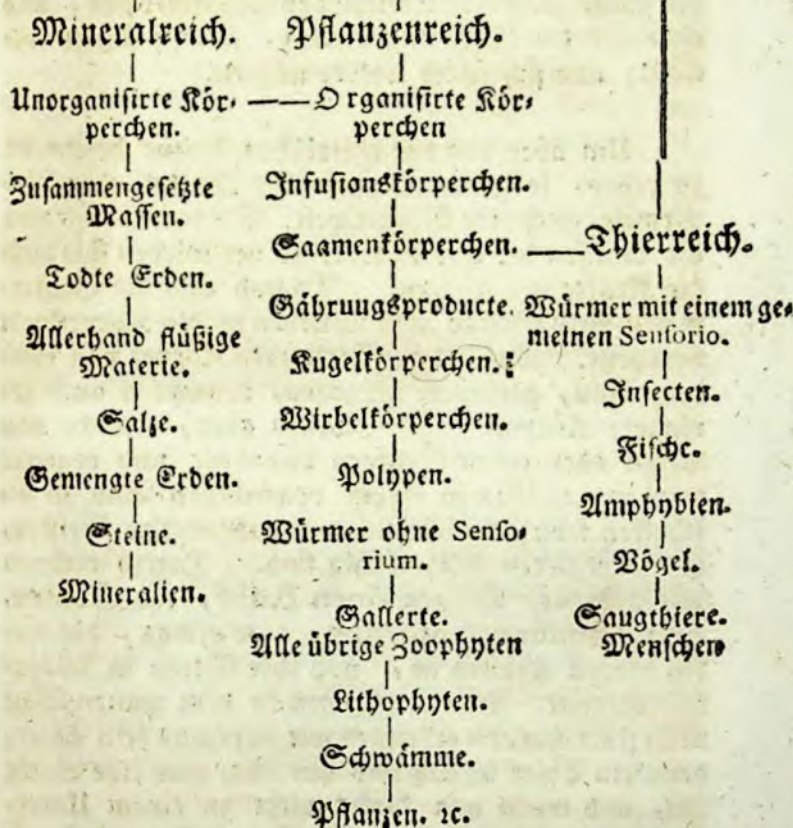 Mineralreich.
Pflanzenreich.
Unorganisirte Kör-
perchen.
Organisirte Kör-
perchen
Zusammengesetzte
Massen.
Infusionskörperchen.
Saamenkörperchen.
Thierreich.
Todte Erden.
Gährungsproducte.
Würmer mit einem ge-
meinen Sensorio.
Allerhand flüßige
Materie.
Kugelkörperchen.
Insecten.
Salze.
Wirbelkörperchen.
Fische.
Gemengte Erden.
Polypen.
Amphybien.
Steine.
Würmer ohne Senso-
rium.
Vögel.
Mineralien.
Gallerte.
Saugthiere.
Alle übrige Zoophyten
Menschen
Lithophyten.
Schwämme.
Pflanzen. ꝛc.